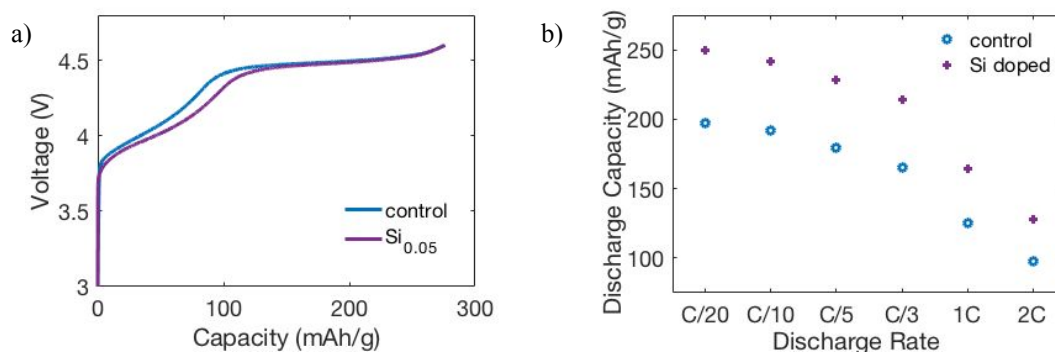 a)
Voltage (V)
4.5
4
3.5
3
0
100
200
300
Capacity (mAh/g)
control
Si0.05
b)
Discharge Capacity (mAh/g)
250
200
150
100
C/20
C/10
C/5
C/3
1C
2C
Discharge Rate
control
Si doped